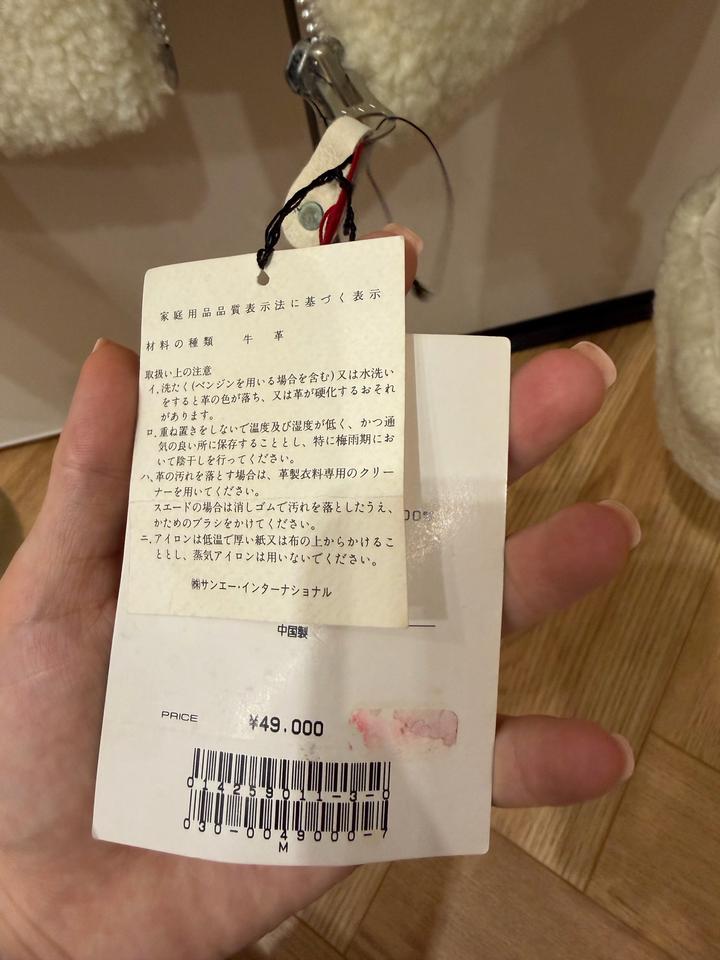 家庭用品品質表示法に基づく表示
材料の種類 牛 革
取扱い上の注意
イ.洗たく(ベンジンを用いる場合を含む)又は水洗い
をすると革の色が落ち、又は革が硬化するおそれ
があります。
ロ.重ね置きをしないで温度及び湿度が低く、かつ通
気の良い所に保存することとし、特に梅雨期にお
いて陰干しを行ってください。
ハ.革の汚れを落とす場合は、革製衣料専用のクリー
ナーを用いてください。
スエードの場合は消しゴムで汚れを落としたうえ、
かためのブラシをかけてください。
ニ.アイロンは低温で厚い紙又は布の上からかけるこ
ととし、蒸気アイロンは用いないでください。
㈱サンエー・インターナショナル
中国製
PRICE ¥49,000
014259011-3-0
030-0049000-7
M